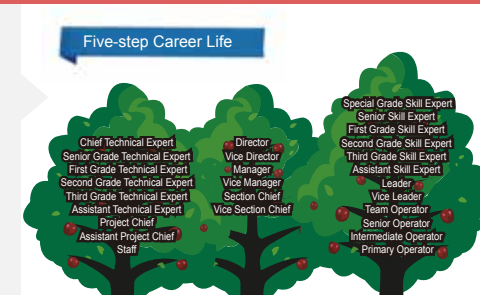 Five-step Career Life
Chief Technical Expert
Senior Grade Technical Expert
First Grade Technical Expert
Second Grade Technical Expert
Third Grade Technical Expert
Assistant Technical Expert
Project Chief
Assistant Project Chief
Staff
Director
Vice Director
Manager
Vice Manager
Section Chief
Vice Section Chief
Special Grade Skill Expert
Senior Skill Expert
First Grade Skill Expert
Second Grade Skill Expert
Third Grade Skill Expert
Assistant Skill Expert
Leader
Vice Leader
Team Operator
Senior Operator
Intermediate Operator
Primary Operator